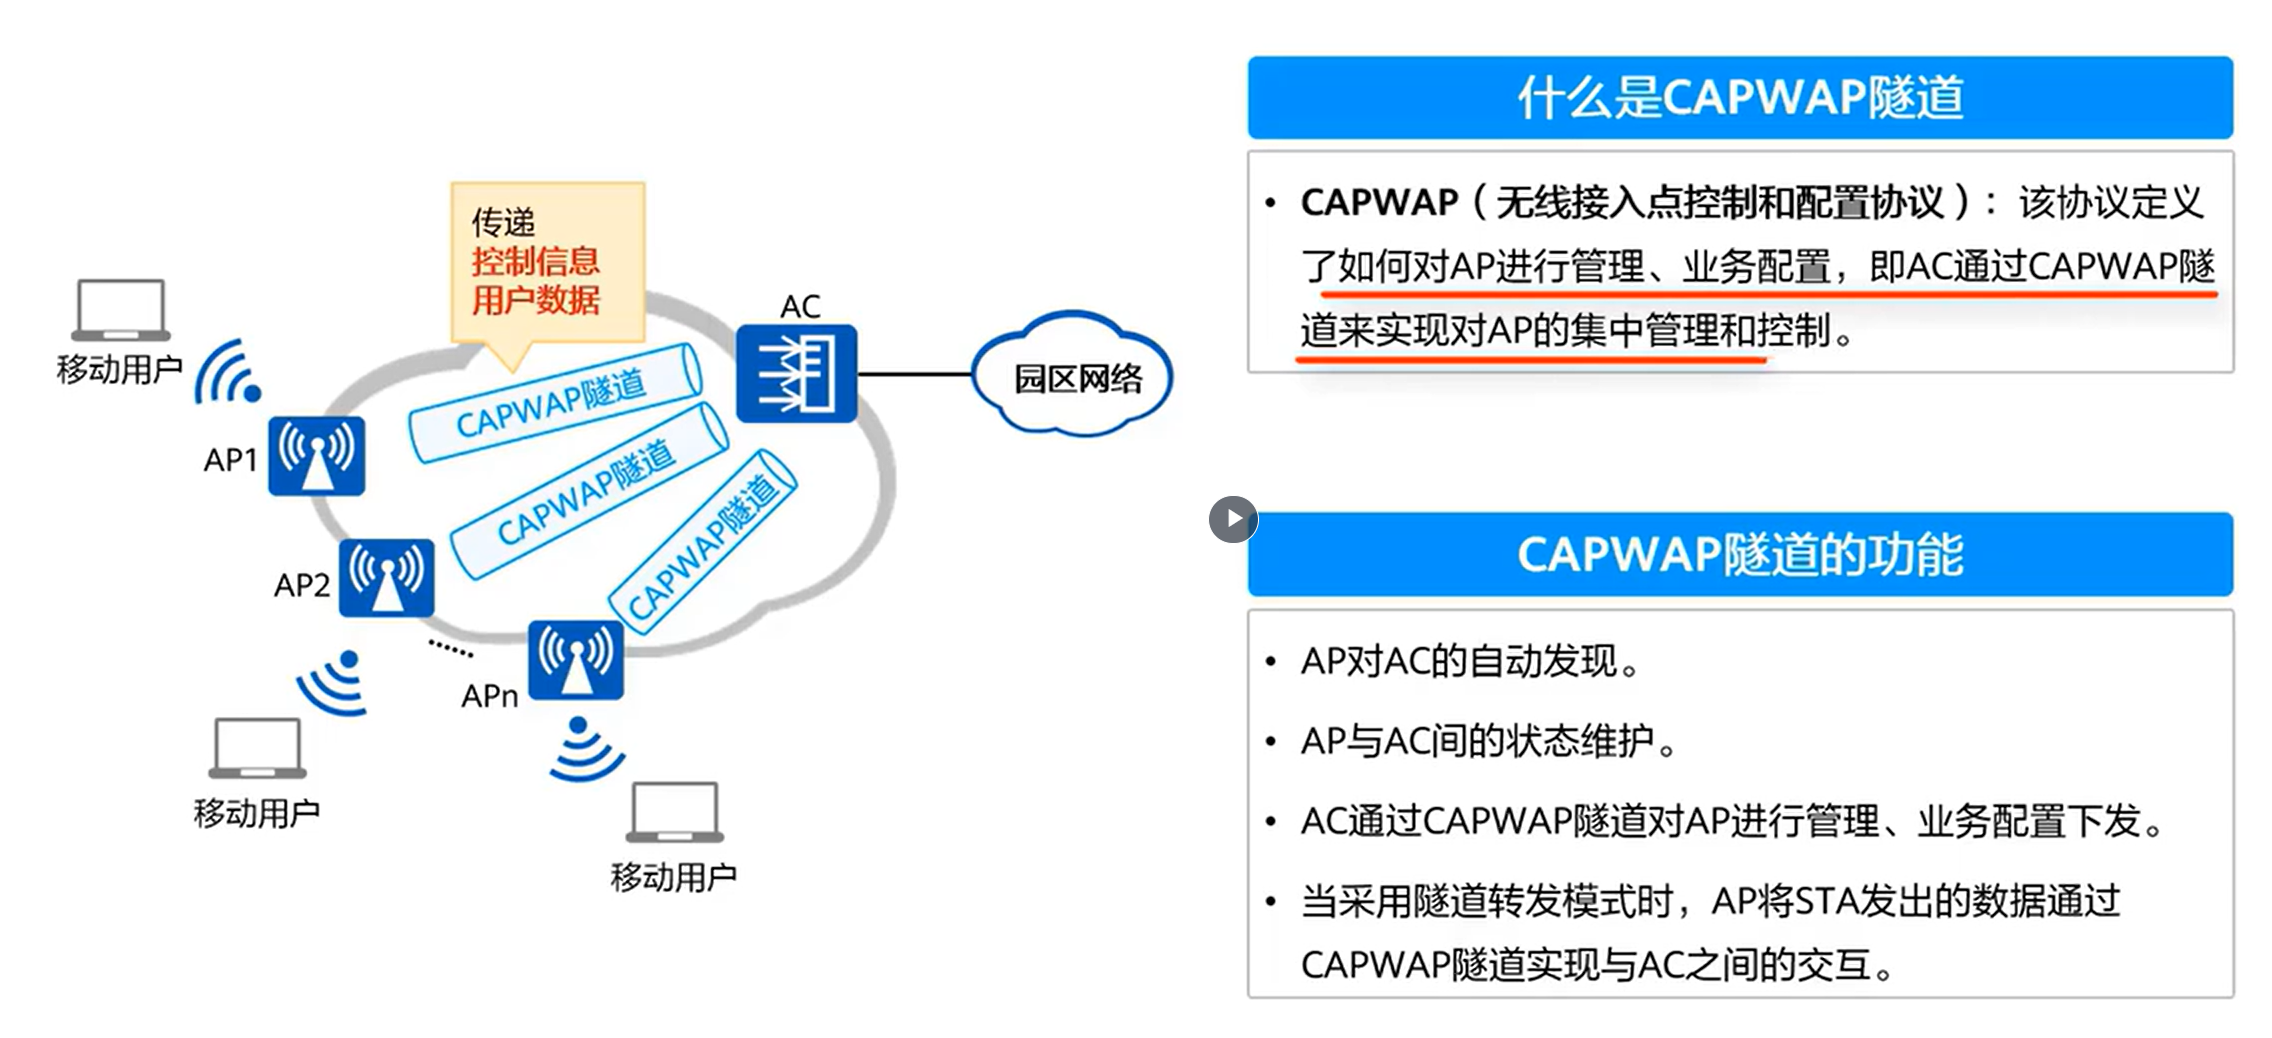 传递
控制信息
用户数据
AC
移动用户
园区网络
CAPWAP隧道
AP1
CAPWAP隧道
CAPWAP隧道
AP2
······
APn
移动用户
移动用户
什么是CAPWAP隧道
• CAPWAP（无线接入点控制和配置协议）：该协议定义
了如何对AP进行管理、业务配置，即AC通过CAPWAP隧
道来实现对AP的集中管理和控制。
CAPWAP隧道的功能
• AP对AC的自动发现。
• AP与AC间的状态维护。
• AC通过CAPWAP隧道对AP进行管理、业务配置下发。
• 当采用隧道转发模式时，AP将STA发出的数据通过
CAPWAP隧道实现与AC之间的交互。